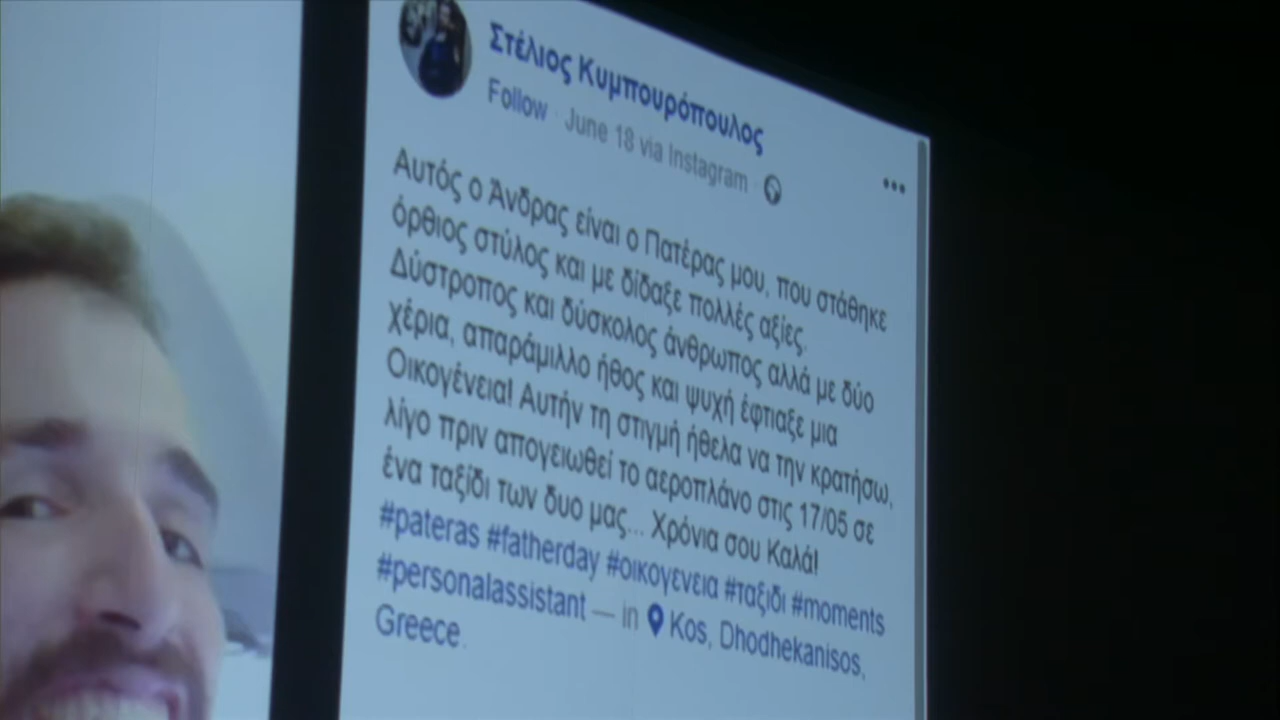 Στέλιος Κυμπουρόπουλος
Follow · June 18 via Instagram ·
Αυτός ο Άνδρας είναι ο Πατέρας μου, που στάθηκε
όρθιος στύλος και με δίδαξε πολλές αξίες.
Δύστροπος και δύσκολος άνθρωπος αλλά με δύο
χέρια, απαράμιλλο ήθος και ψυχή έφτιαξε μια
Οικογένεια! Αυτήν τη στιγμή ήθελα να την κρατήσω,
λίγο πριν απογειωθεί το αεροπλάνο στις 17/05 σε
ένα ταξίδι των δυο μας... Χρόνια σου Καλά!
#pateras #fatherday #οικογενεια #ταξιδι #moments
#personalassistant — in Kos, Dhodhekanisos,
Greece.